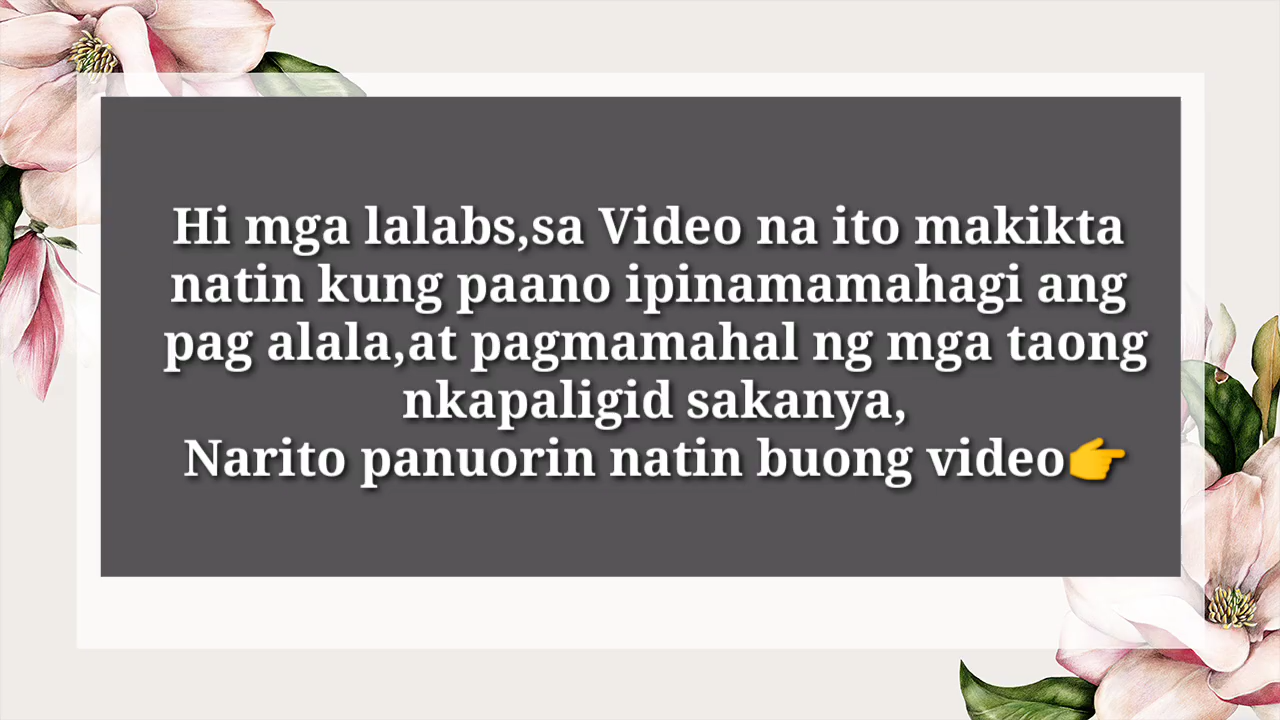 Hi mga lalabs,sa Video na ito makikta
natin kung paano ipinamamahagi ang
pag alala,at pagmamahal ng mga taong
nkapaligid sakanya,
Narito panuorin natin buong video👉